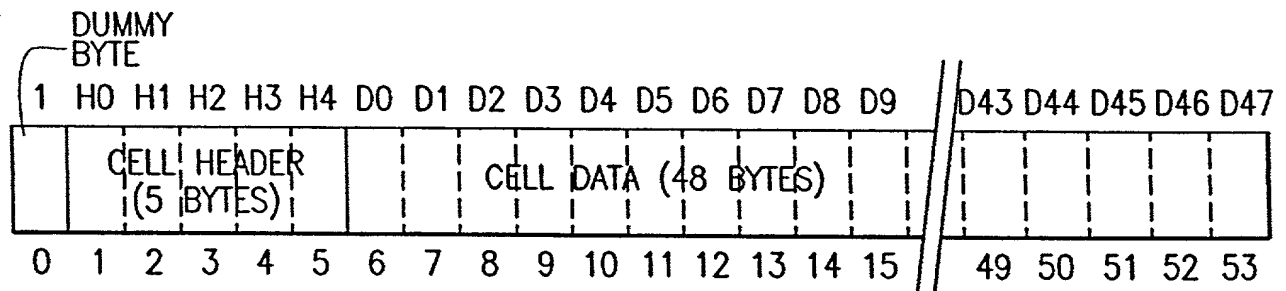 DUMMY
BYTE
1 H0 H1 H2 H3 H4 D0 D1 D2 D3 D4 D5 D6 D7 D8 D9 D43 D44 D45 D46 D47
CELL HEADER CELL DATA (48 BYTES)
(5 BYTES)
0 1 2 3 4 5 6 7 8 9 10 11 12 13 14 15 49 50 51 52 53